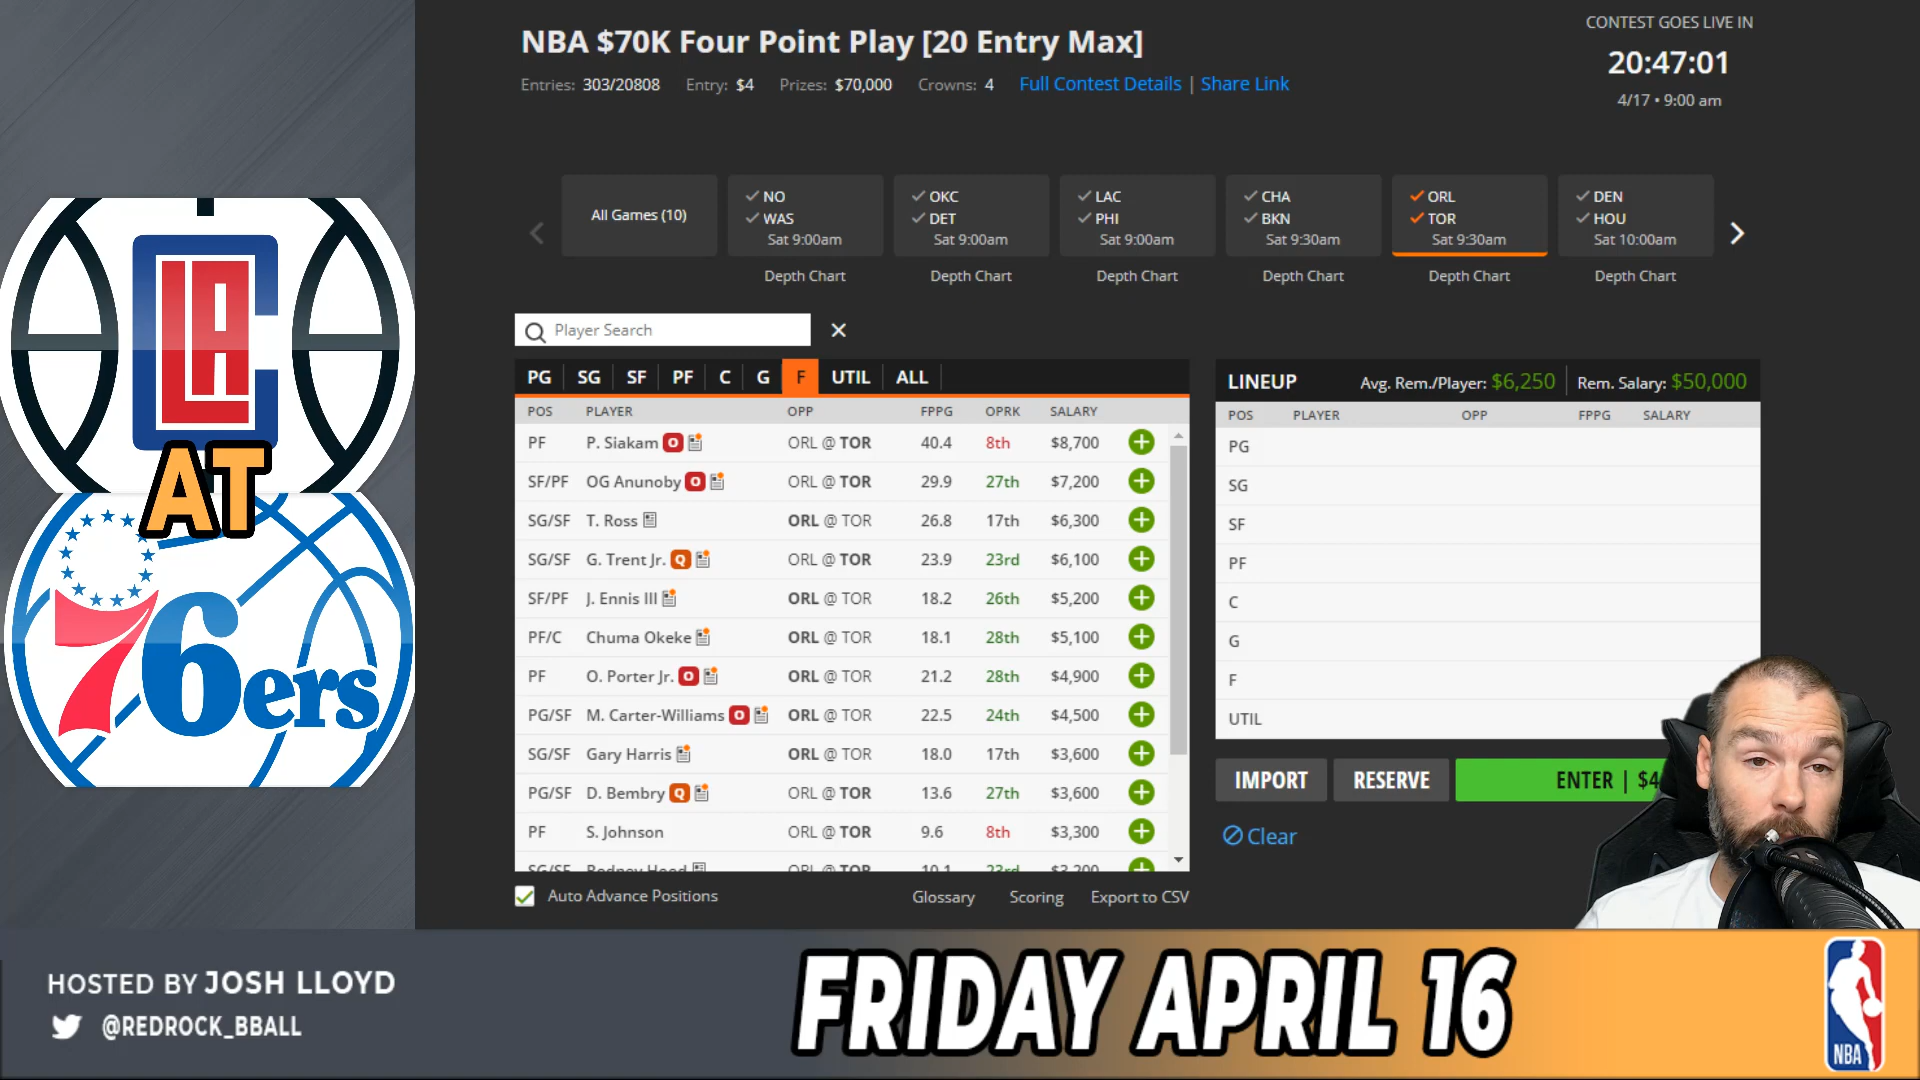 NBA $70K Four Point Play [20 Entry Max]
Entries: 303/20808 Entry: $4 Prizes: $70,000 Crowns: 4 Full Contest Details | Share Link
CONTEST GOES LIVE IN
20:47:01
4/17 • 9:00 am
All Games (10)
NO
WAS
Sat 9:00am
Depth Chart
OKC
DET
Sat 9:00am
Depth Chart
LAC
PHI
Sat 9:00am
Depth Chart
CHA
BKN
Sat 9:30am
Depth Chart
ORL
TOR
Sat 9:30am
Depth Chart
DEN
HOU
Sat 10:00am
Depth Chart
Player Search
PG SG SF PF C G F UTIL ALL
POS PLAYER OPP FPPG OPRK SALARY
PF P. Siakam O ORL @ TOR 40.4 8th $8,700
SF/PF OG Anunoby O ORL @ TOR 29.9 27th $7,200
SG/SF T. Ross ORL @ TOR 26.8 17th $6,300
SG/SF G. Trent Jr. Q ORL @ TOR 23.9 23rd $6,100
SF/PF J. Ennis III ORL @ TOR 18.2 26th $5,200
PF/C Chuma Okeke ORL @ TOR 18.1 28th $5,100
PF O. Porter Jr. O ORL @ TOR 21.2 28th $4,900
PG/SF M. Carter-Williams O ORL @ TOR 22.5 24th $4,500
SG/SF Gary Harris ORL @ TOR 18.0 17th $3,600
PG/SF D. Bembry Q ORL @ TOR 13.6 27th $3,600
PF S. Johnson ORL @ TOR 9.6 8th $3,300
SG/SF Rodney Hood ORL @ TOR 10.1 23rd $3,200
Auto Advance Positions
Glossary Scoring Export to CSV
LINEUP Avg. Rem./Player: $6,250 Rem. Salary: $50,000
POS PLAYER OPP FPPG SALARY
PG
SG
SF
PF
C
G
F
UTIL
IMPORT RESERVE ENTER | $4
Clear
LAC
AT
76ers
HOSTED BY JOSH LLOYD
@REDROCK_BBALL
FRIDAY APRIL 16
NBA